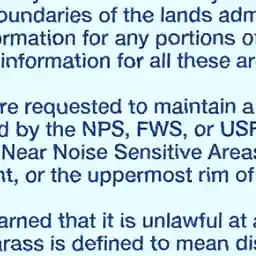 oundaries of the lands adm
ormation for any portions o
information for all these ar
re requested to maintain a
d by the NPS, FWS, or USF
Near Noise Sensitive Areas
nt, or the uppermost rim of
arned that it is unlawful at a
arass is defined to mean dis